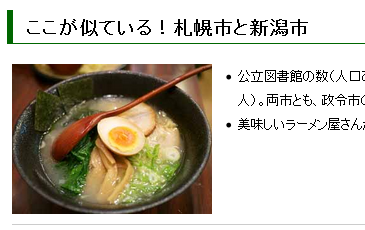 ここが似ている！札幌市と新潟市
公立図書館の数（人口あ
人）。両市とも、政令市の
美味しいラーメン屋さんが